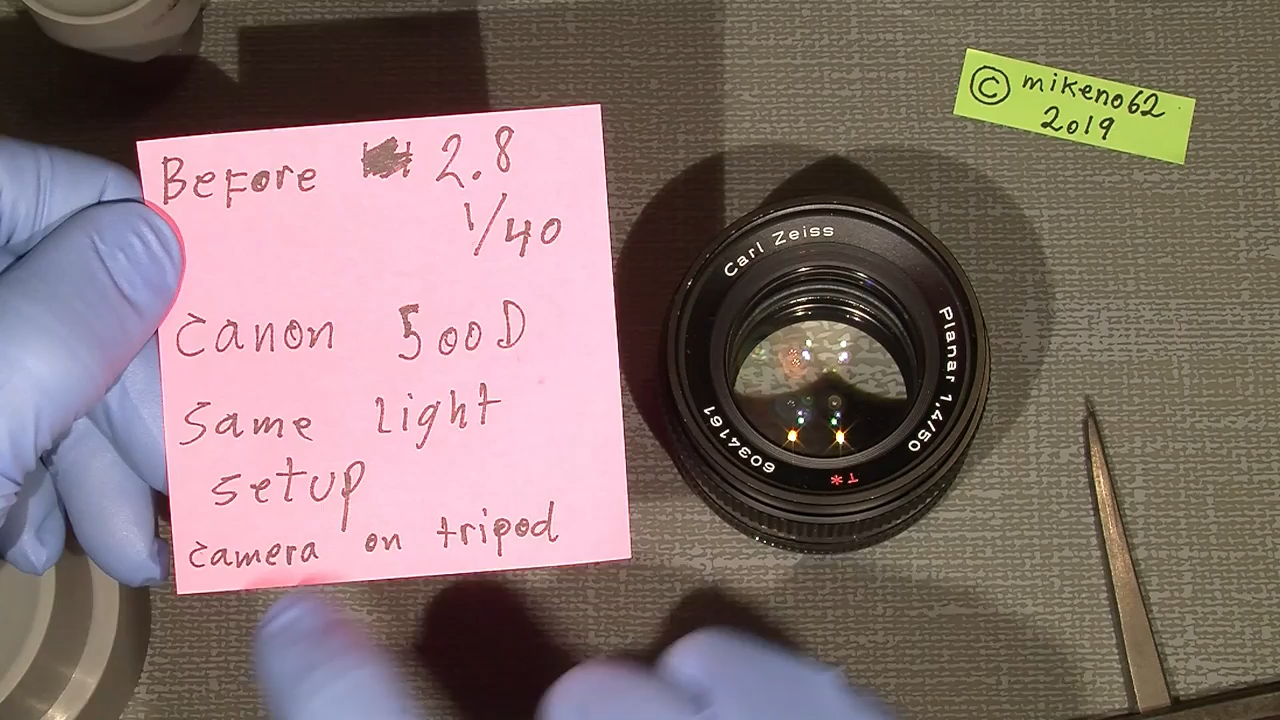 Before 2.8
1/40
Canon 500D
Same Light
setup
camera on tripod
© mikeno62
2019
Carl Zeiss
Planar 1,4/50
T*
6034161